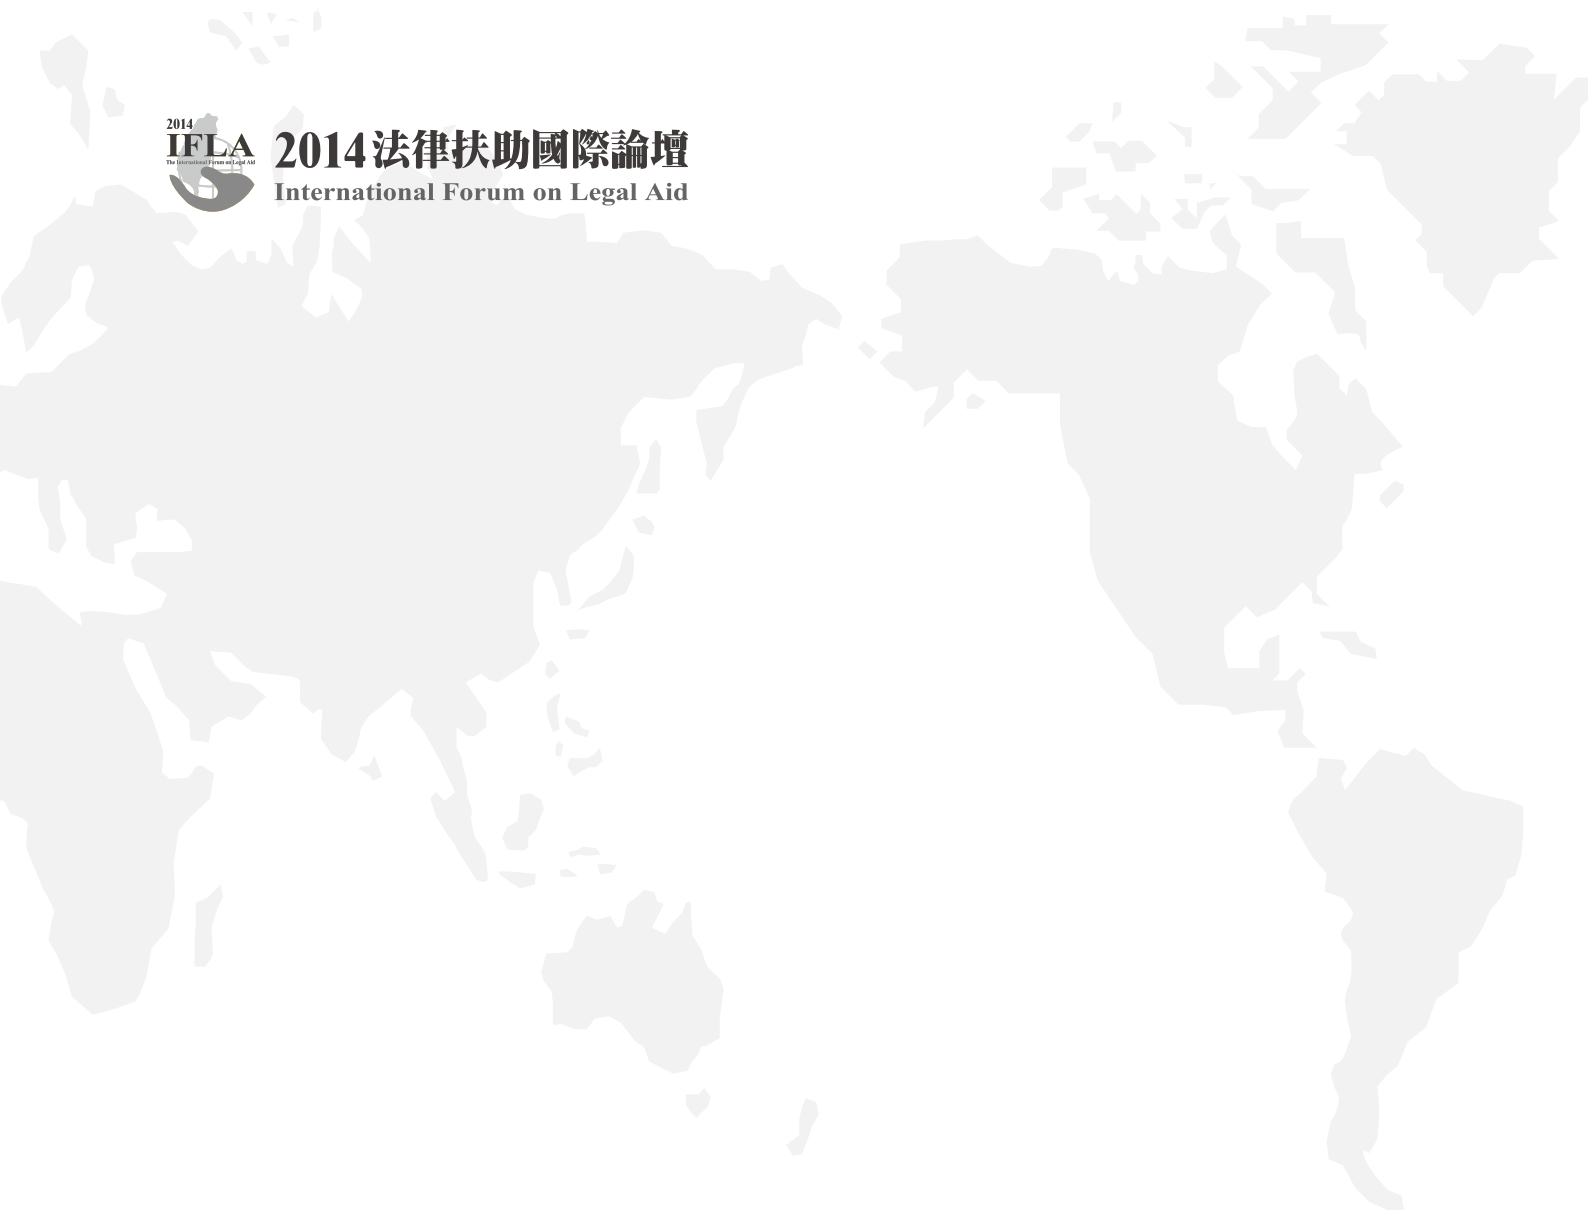 2014
IFLA
The International Forum on Legal Aid
2014法律扶助國際論壇
International Forum on Legal Aid